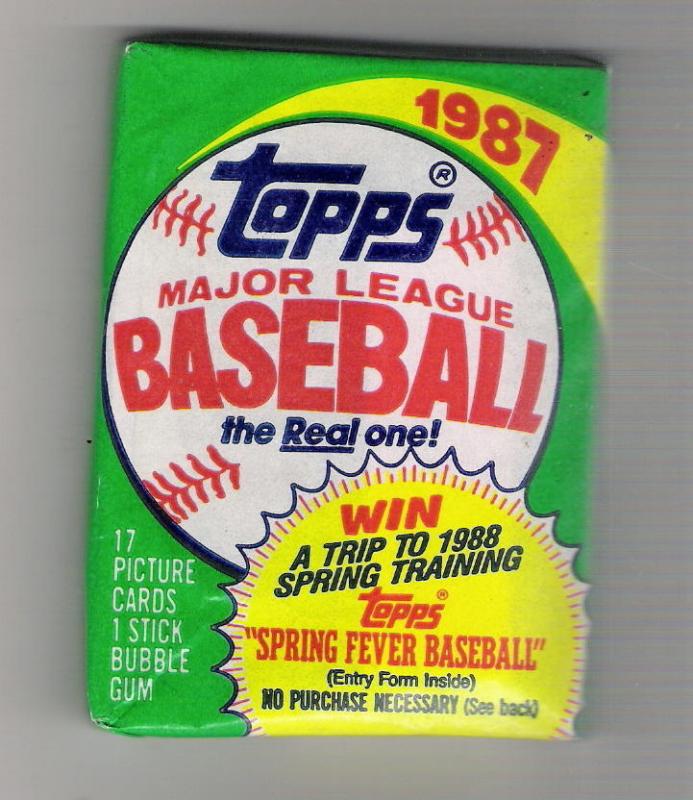 1987
Topps®
MAJOR LEAGUE
BASEBALL
the Real one!
17
PICTURE
CARDS
1 STICK
BUBBLE
GUM
WIN
A TRIP TO 1988
SPRING TRAINING
Topps®
"SPRING FEVER BASEBALL"
(Entry Form Inside)
NO PURCHASE NECESSARY (See back)